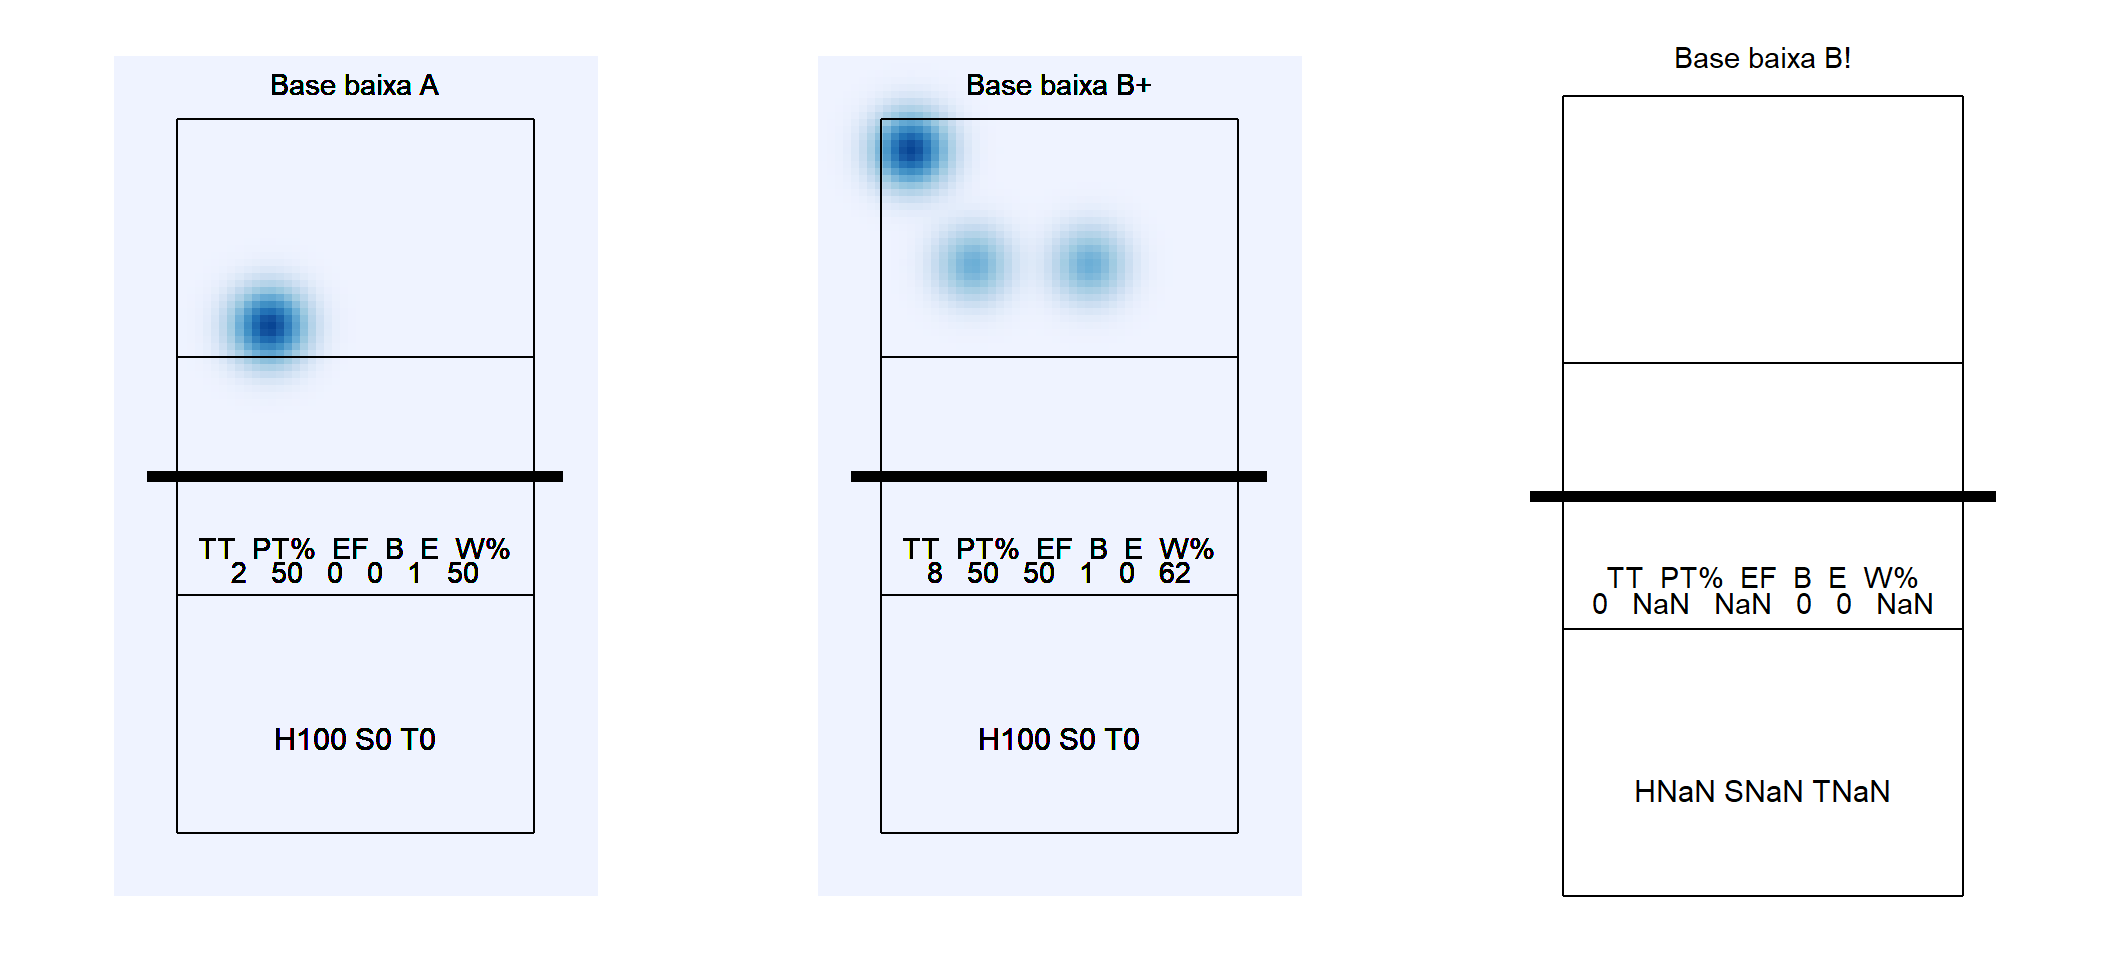 Base baixa A
TT PT% EF B E W%
2 50 0 0 1 50
H100 S0 T0
Base baixa B+
TT PT% EF B E W%
8 50 50 1 0 62
H100 S0 T0
Base baixa B!
TT PT% EF B E W%
0 NaN NaN 0 0 NaN
HNaN SNaN TNaN